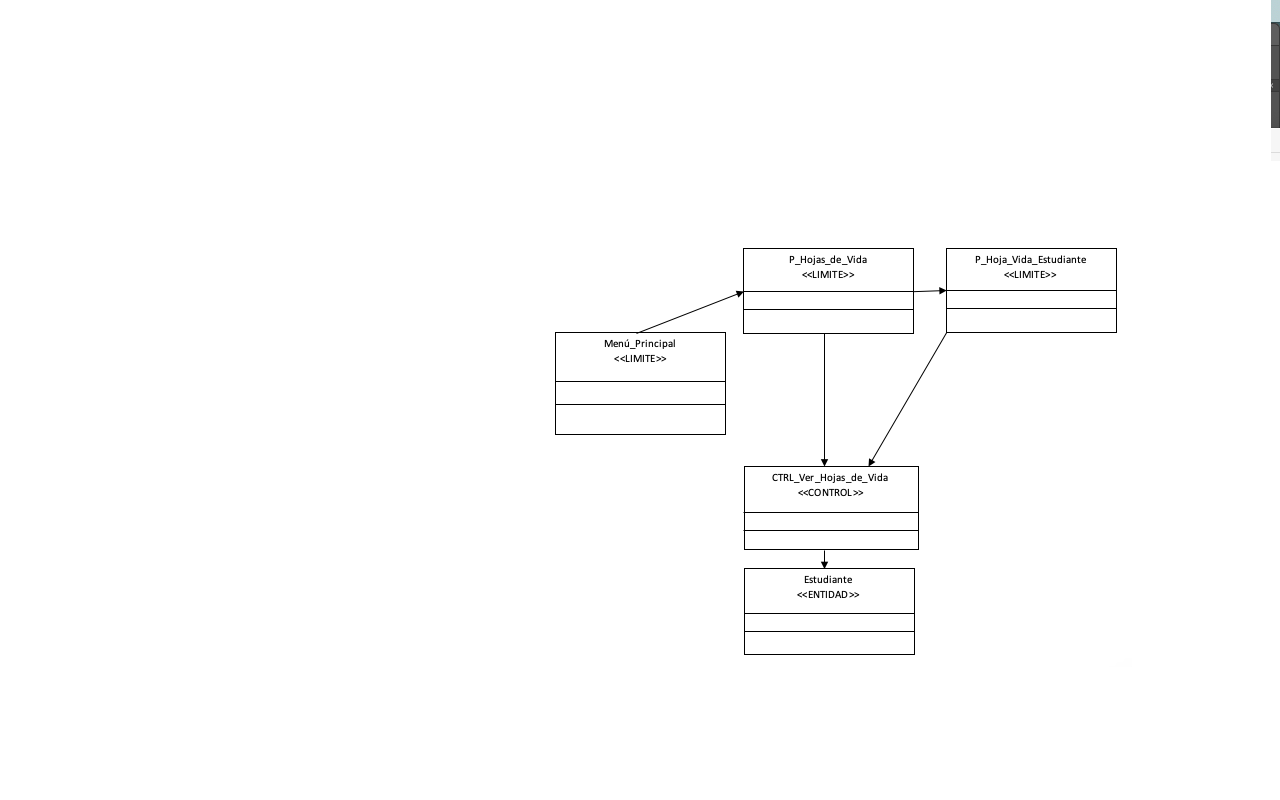 P_Hojas_de_Vida
<<LIMITE>>
P_Hoja_Vida_Estudiante
<<LIMITE>>
Menú_Principal
<<LIMITE>>
CTRL_Ver_Hojas_de_Vida
<<CONTROL>>
Estudiante
<<ENTIDAD>>